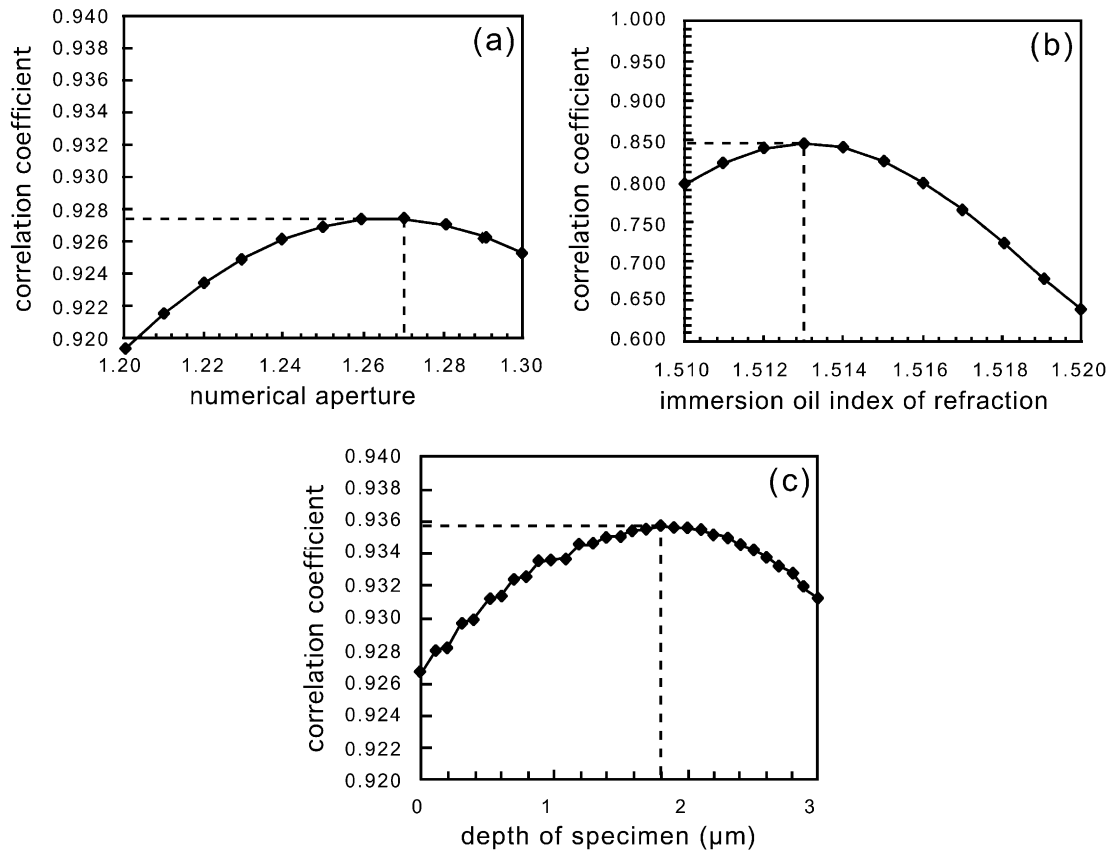 (a)
correlation coefficient
0.940
0.938
0.936
0.934
0.932
0.930
0.928
0.926
0.924
0.922
0.920
1.20 1.22 1.24 1.26 1.28 1.30
numerical aperture
(b)
correlation coefficient
1.000
0.950
0.900
0.850
0.800
0.750
0.700
0.650
0.600
1.510 1.512 1.514 1.516 1.518 1.520
immersion oil index of refraction
(c)
correlation coefficient
0.940
0.938
0.936
0.934
0.932
0.930
0.928
0.926
0.924
0.922
0.920
0 1 2 3
depth of specimen (μm)